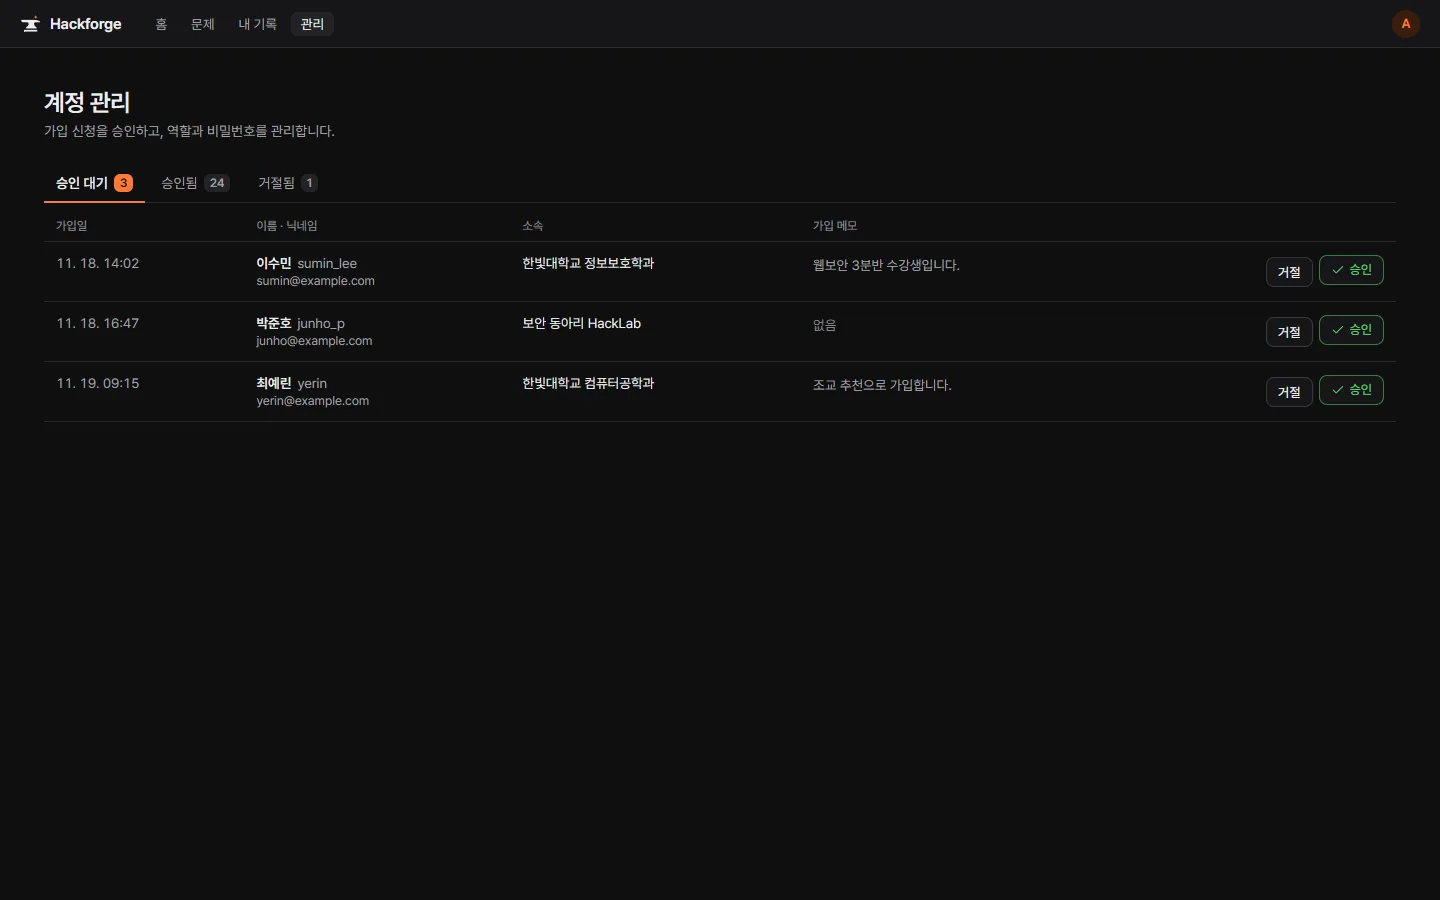 Hackforge 홈 문제 내 기록 관리 A
계정 관리
가입 신청을 승인하고, 역할과 비밀번호를 관리합니다.
승인 대기 3 승인됨 24 거절됨 1
가입일 이름 · 닉네임 소속 가입 메모
11. 18. 14:02 이수민 sumin_lee 한빛대학교 정보보호학과 웹보안 3분반 수강생입니다. 거절 승인
sumin@example.com
11. 18. 16:47 박준호 junho_p 보안 동아리 HackLab 없음 거절 승인
junho@example.com
11. 19. 09:15 최예린 yerin 한빛대학교 컴퓨터공학과 조교 추천으로 가입합니다. 거절 승인
yerin@example.com